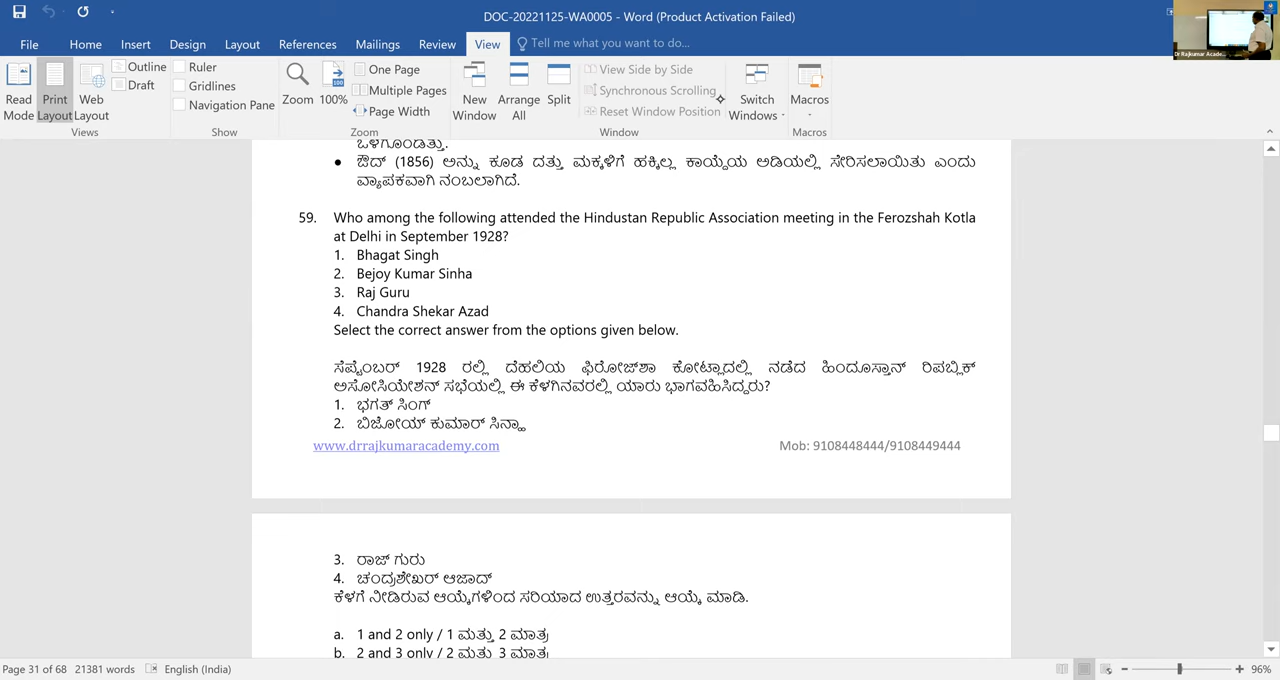 DOC-20221125-WA0005 - Word (Product Activation Failed)
File Home Insert Design Layout References Mailings Review View Tell me what you want to do...
Read Mode Print Layout Web Layout Outline Draft Views
Ruler Gridlines Navigation Pane Show
Zoom 100% One Page Multiple Pages Page Width Zoom
New Window Arrange All Split View Side by Side Synchronous Scrolling Reset Window Position Window Switch Windows
Macros Macros
Dr Rajkumar Acade
ಒಳಗೊಂಡಿತ್ತು.
• ಔದ್ (1856) ಅನ್ನು ಕೂಡ ದತ್ತು ಮಕ್ಕಳಿಗೆ ಹಕ್ಕಿಲ್ಲ ಕಾಯ್ದೆಯ ಅಡಿಯಲ್ಲಿ ಸೇರಿಸಲಾಯಿತು ಎಂದು
ವ್ಯಾಪಕವಾಗಿ ನಂಬಲಾಗಿದೆ.
59. Who among the following attended the Hindustan Republic Association meeting in the Ferozshah Kotla
at Delhi in September 1928?
1. Bhagat Singh
2. Bejoy Kumar Sinha
3. Raj Guru
4. Chandra Shekar Azad
Select the correct answer from the options given below.
ಸೆಪ್ಟೆಂಬರ್ 1928 ರಲ್ಲಿ ದೆಹಲಿಯ ಫಿರೋಜ್‌ಶಾ ಕೋಟ್ಲಾದಲ್ಲಿ ನಡೆದ ಹಿಂದೂಸ್ತಾನ್ ರಿಪಬ್ಲಿಕ್
ಅಸೋಸಿಯೇಶನ್ ಸಭೆಯಲ್ಲಿ ಈ ಕೆಳಗಿನವರಲ್ಲಿ ಯಾರು ಭಾಗವಹಿಸಿದ್ದರು?
1. ಭಗತ್ ಸಿಂಗ್
2. ಬಿಜೋಯ್ ಕುಮಾರ್ ಸಿನ್ಹಾ
www.drrajkumaracademy.com Mob: 9108448444/9108449444
3. ರಾಜ್ ಗುರು
4. ಚಂದ್ರಶೇಖರ್ ಆಜಾದ್
ಕೆಳಗೆ ನೀಡಿರುವ ಆಯ್ಕೆಗಳಿಂದ ಸರಿಯಾದ ಉತ್ತರವನ್ನು ಆಯ್ಕೆ ಮಾಡಿ.
a. 1 and 2 only / 1 ಮತ್ತು 2 ಮಾತ್ರ
b. 2 and 3 only / 2 ಮತ್ತು 3 ಮಾತ್ರ
Page 31 of 68 21381 words English (India) 96%